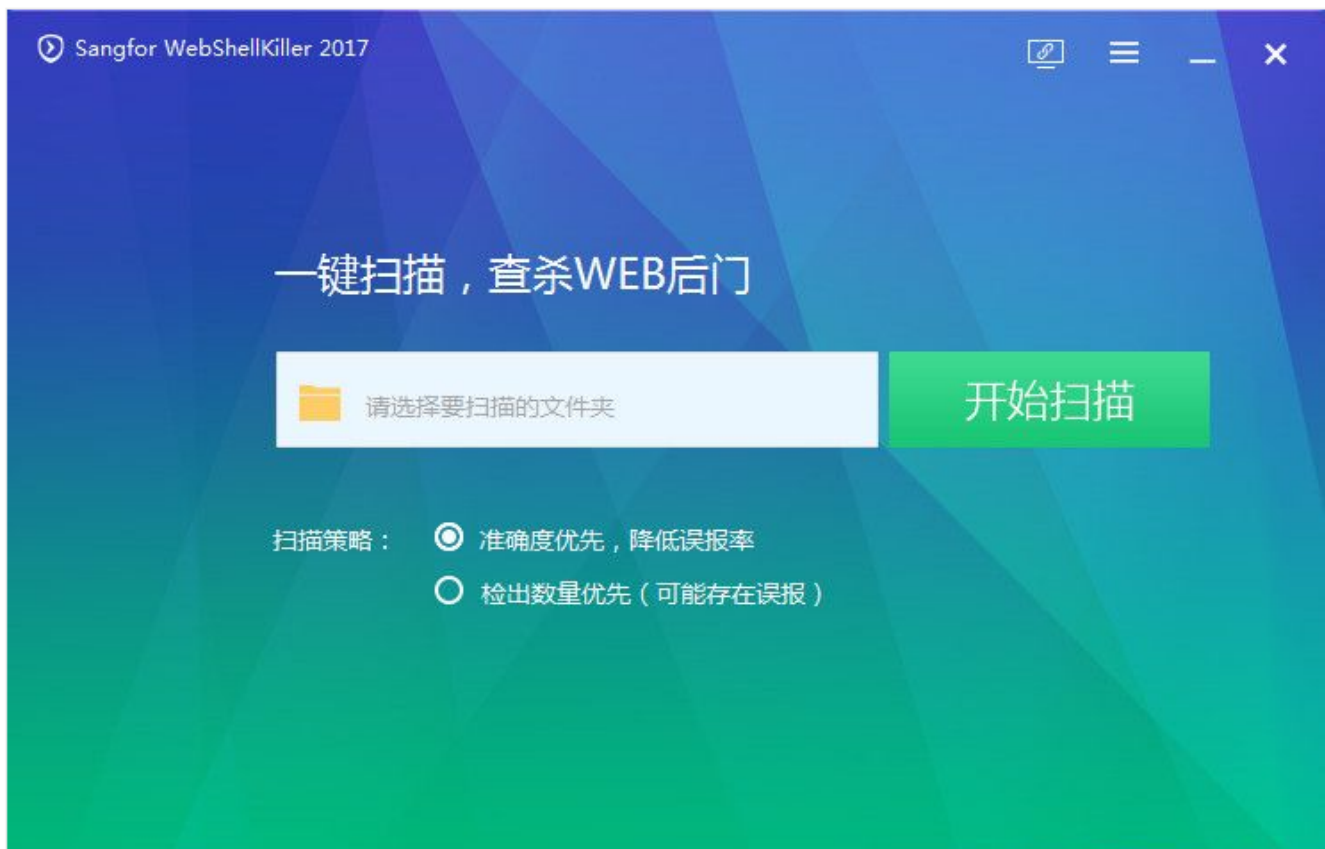 Sangfor WebShellKiller 2017
一键扫描，查杀WEB后门
请选择要扫描的文件夹
开始扫描
扫描策略： 准确度优先，降低误报率
检出数量优先（可能存在误报）